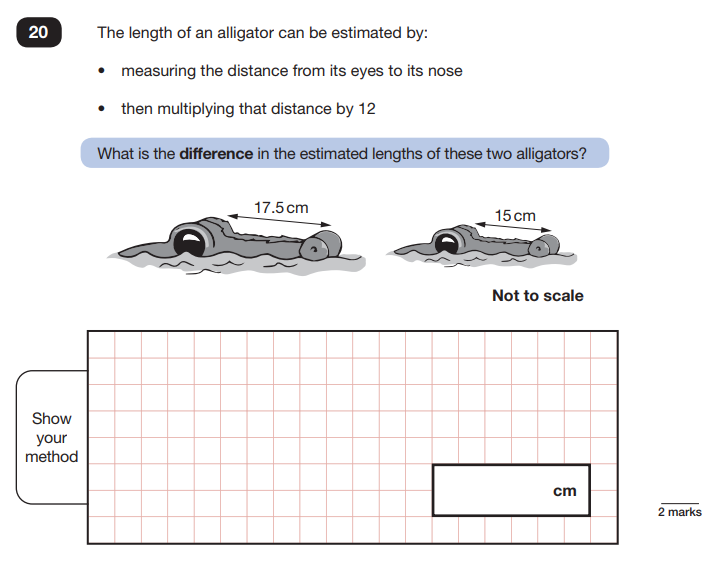 20
The length of an alligator can be estimated by:
• measuring the distance from its eyes to its nose
• then multiplying that distance by 12
What is the difference in the estimated lengths of these two alligators?
17.5 cm
15 cm
Not to scale
Show
your
method
cm
2 marks